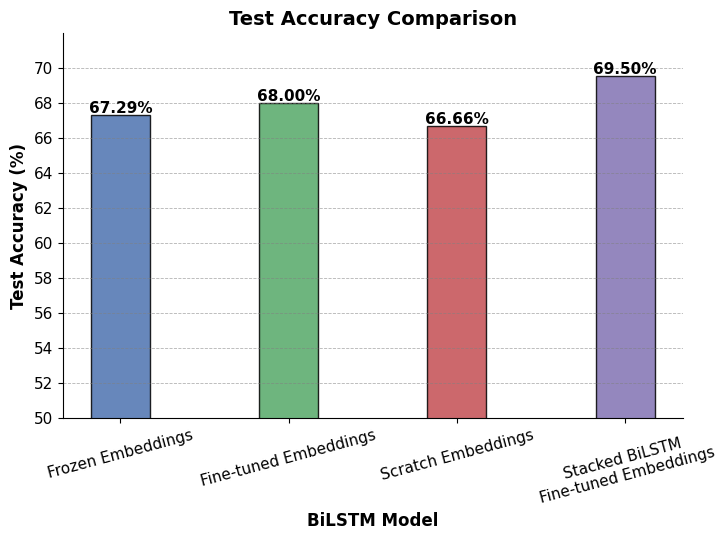 Test Accuracy Comparison
Test Accuracy (%)
70
68
66
64
62
60
58
56
54
52
50
67.29%
68.00%
66.66%
69.50%
Frozen Embeddings
Fine-tuned Embeddings
Scratch Embeddings
Stacked BiLSTM
Fine-tuned Embeddings
BiLSTM Model